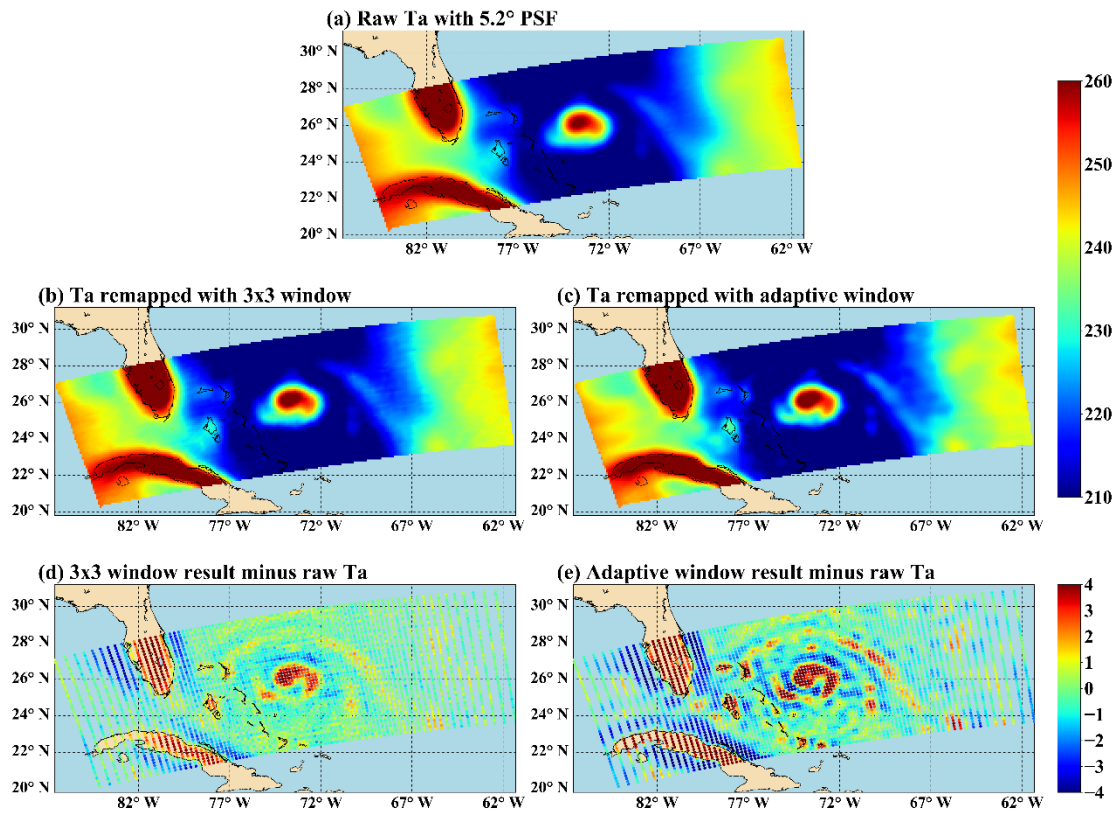 (a) Raw Ta with 5.2° PSF
30° N
28° N
26° N
24° N
22° N
20° N
82° W 77° W 72° W 67° W 62° W
260
250
240
230
220
210
(b) Ta remapped with 3x3 window
30° N
28° N
26° N
24° N
22° N
20° N
82° W 77° W 72° W 67° W 62° W
(c) Ta remapped with adaptive window
30° N
28° N
26° N
24° N
22° N
20° N
82° W 77° W 72° W 67° W 62° W
(d) 3x3 window result minus raw Ta
30° N
28° N
26° N
24° N
22° N
20° N
82° W 77° W 72° W 67° W 62° W
(e) Adaptive window result minus raw Ta
30° N
28° N
26° N
24° N
22° N
20° N
82° W 77° W 72° W 67° W 62° W
4
3
2
1
0
−1
−2
−3
−4